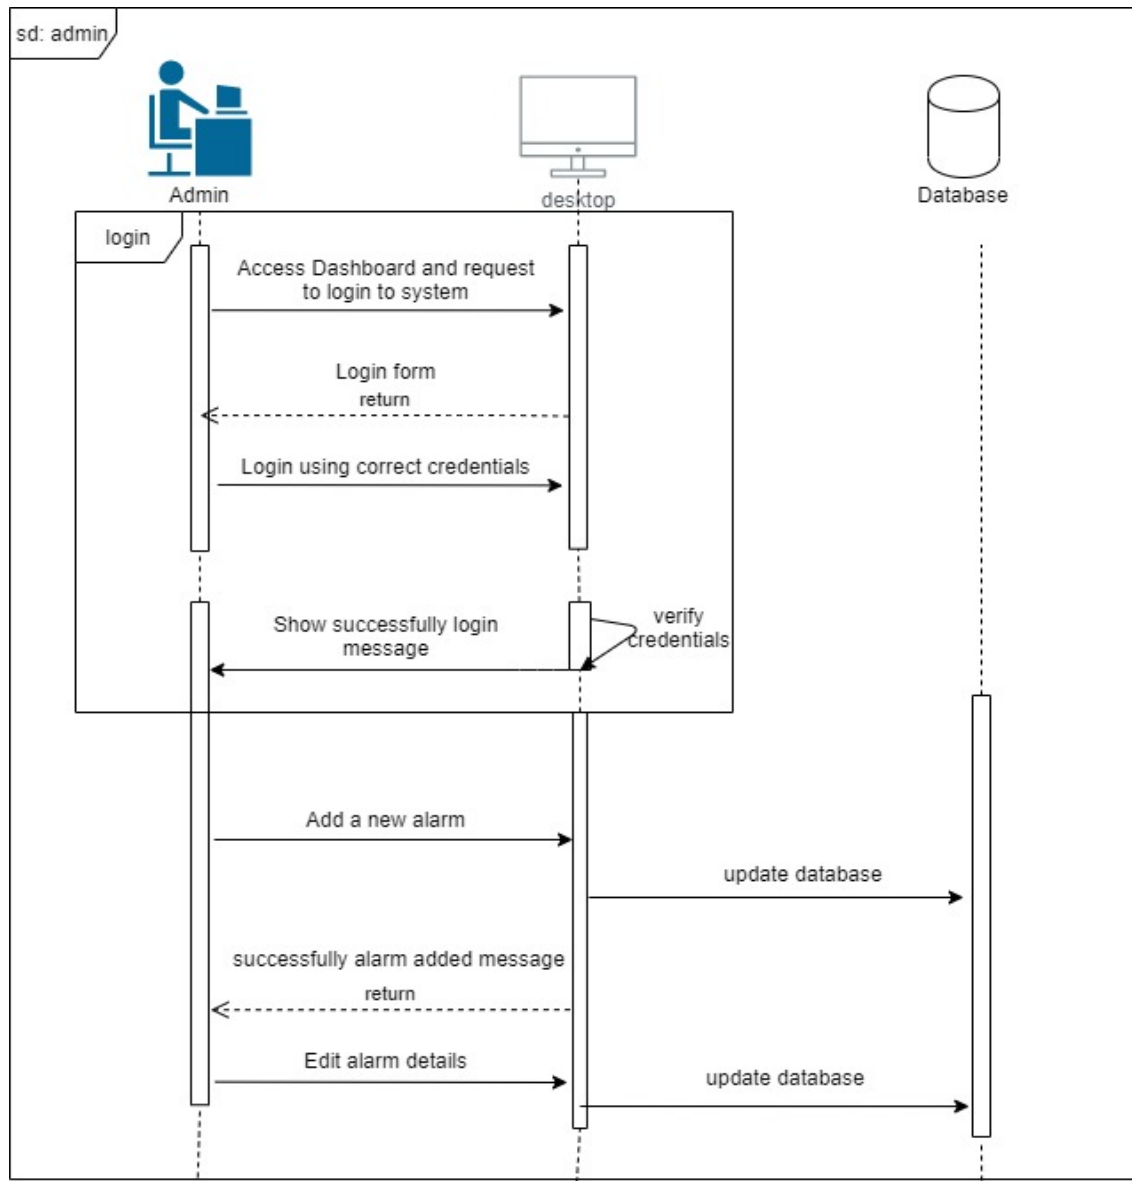 sd: admin
Admin
desktop
Database
login
Access Dashboard and request
to login to system
Login form
return
Login using correct credentials
Show successfully login
message
verify
credentials
Add a new alarm
update database
successfully alarm added message
return
Edit alarm details
update database